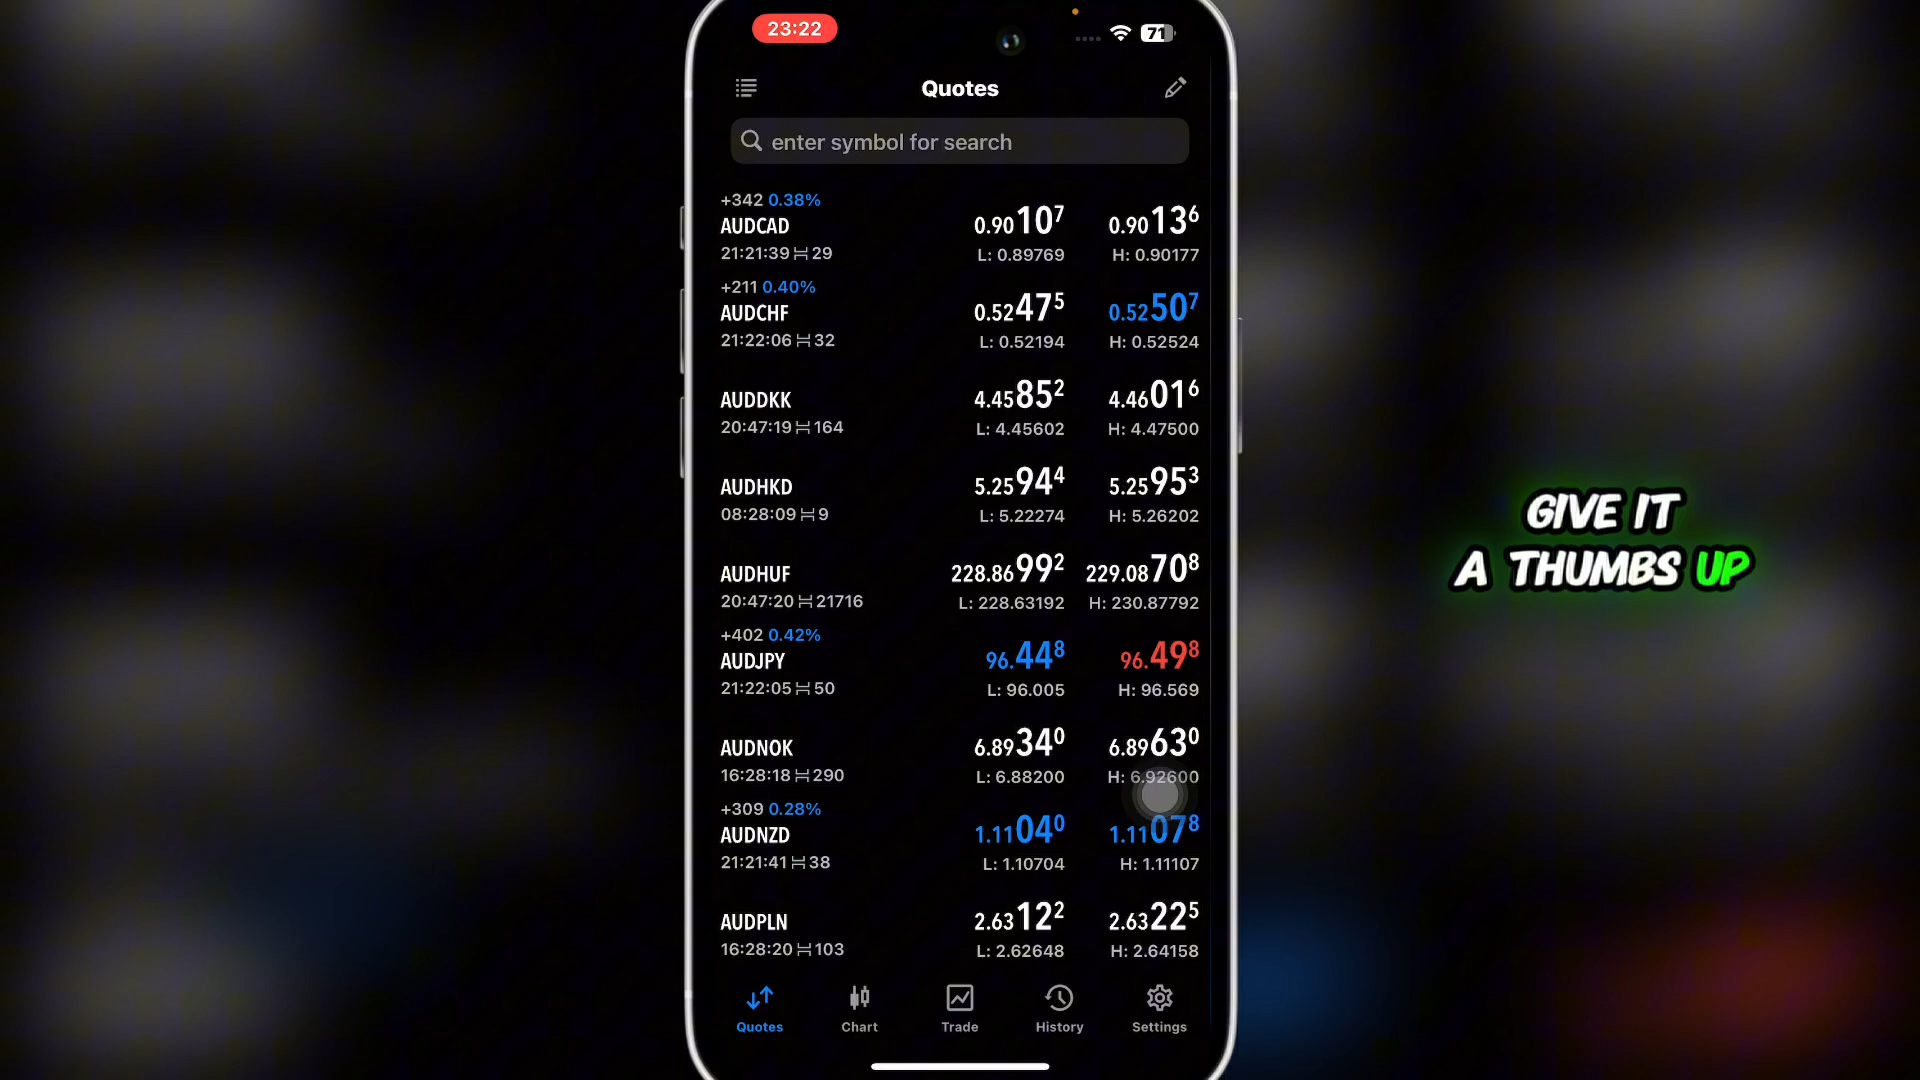 23:22
71
Quotes
enter symbol for search
+342 0.38%
AUDCAD 0.90107 0.90136
21:21:39 29 L: 0.89769 H: 0.90177
+211 0.40%
AUDCHF 0.52475 0.52507
21:22:06 32 L: 0.52194 H: 0.52524
AUDDKK 4.45852 4.46016
20:47:19 164 L: 4.45602 H: 4.47500
AUDHKD 5.25944 5.25953
08:28:09 9 L: 5.22274 H: 5.26202
AUDHUF 228.86992 229.08708
20:47:20 21716 L: 228.63192 H: 230.87792
+402 0.42%
AUDJPY 96.448 96.498
21:22:05 50 L: 96.005 H: 96.569
AUDNOK 6.89340 6.89630
16:28:18 290 L: 6.88200 H: 6.92600
+309 0.28%
AUDNZD 1.11040 1.11078
21:21:41 38 L: 1.10704 H: 1.11107
AUDPLN 2.63122 2.63225
16:28:20 103 L: 2.62648 H: 2.64158
Quotes Chart Trade History Settings
GIVE IT
A THUMBS UP